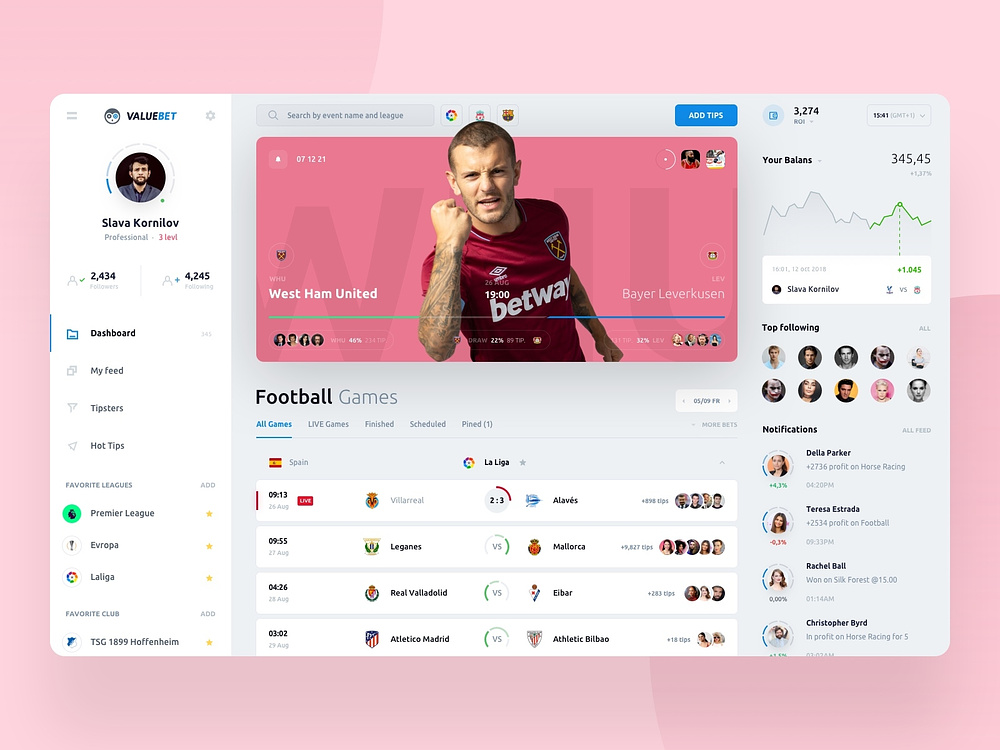 VALUEBET
Slava Kornilov
Professional - 3 levl
2,434
Followers
4,245
Following
Dashboard
345
My feed
Tipsters
Hot Tips
FAVORITE LEAGUES
ADD
Premier League
Evropa
Laliga
FAVORITE CLUB
ADD
TSG 1899 Hoffenheim
Search by event name and league
ADD TIPS
07 12 21
WHU
WHU
West Ham United
26 AUG
19:00
betway
umbro
LEV
Bayer Leverkusen
WHU 46% 234 TIP.
DRAW 22% 89 TIP.
TIP. 32% LEV
Football Games
05/09 FR
All Games
LIVE Games
Finished
Scheduled
Pined (1)
MORE BETS
Spain
La Liga
09:13
LIVE
26 Aug
Villarreal
2 : 3
Alavés
+898 tips
09:55
27 Aug
Leganes
VS
Mallorca
+9,827 tips
04:26
28 Aug
Real Valladolid
VS
Eibar
+283 tips
03:02
29 Aug
Atletico Madrid
VS
Athletic Bilbao
+18 tips
3,274
ROI
15:41 (GMT+1)
Your Balans
345,45
+1,37%
16:01, 12 oct 2018
+1.045
Slava Kornilov
VS
Top following
ALL
Notifications
ALL FEED
Della Parker
+2736 profit on Horse Racing
+4,3%
04:20PM
Teresa Estrada
+2534 profit on Football
-0,3%
09:33PM
Rachel Ball
Won on Silk Forest @15.00
0,00%
01:14AM
Christopher Byrd
In profit on Horse Racing for 5